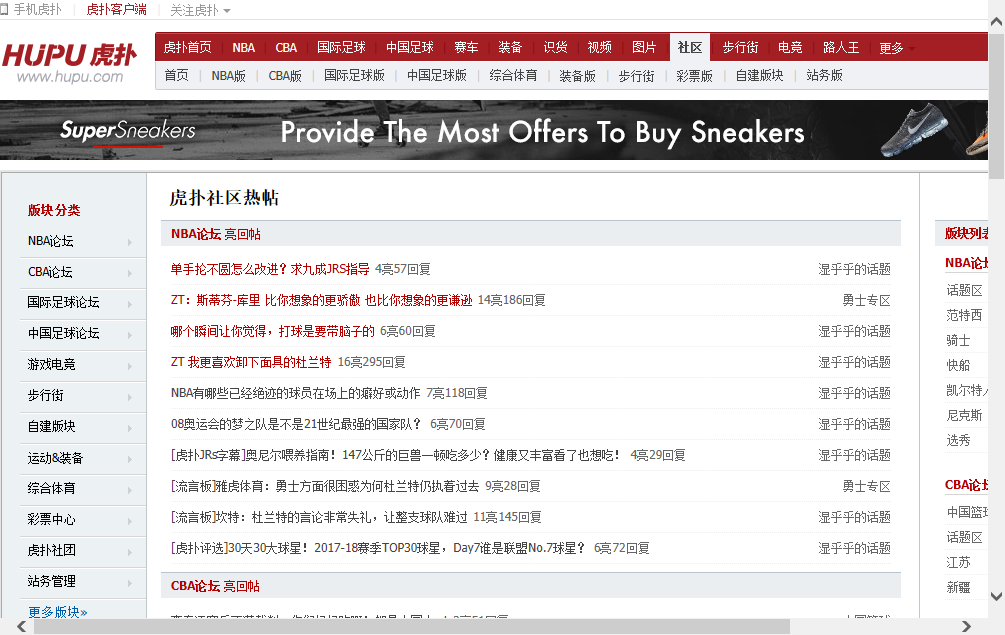 手机虎扑 虎扑客户端 关注虎扑
HUPU 虎扑
www.hupu.com
虎扑首页 NBA CBA 国际足球 中国足球 赛车 装备 识货 视频 图片 社区 步行街 电竞 路人王 更多
首页 NBA版 CBA版 国际足球版 中国足球版 综合体育 装备版 步行街 彩票版 自建版块 站务版
SuperSneakers Provide The Most Offers To Buy Sneakers
版块分类
NBA论坛
CBA论坛
国际足球论坛
中国足球论坛
游戏电竞
步行街
自建版块
运动&装备
综合体育
彩票中心
虎扑社团
站务管理
更多版块»
虎扑社区热帖
NBA论坛 亮回帖
单手抡不圆怎么改进？求九成JRS指导 4亮57回复 湿乎乎的话题
ZT：斯蒂芬-库里 比你想象的更骄傲 也比你想象的更谦逊 14亮186回复 勇士专区
哪个瞬间让你觉得，打球是要带脑子的 6亮60回复 湿乎乎的话题
ZT 我更喜欢卸下面具的杜兰特 16亮295回复 湿乎乎的话题
NBA有哪些已经绝迹的球员在场上的癖好或动作 7亮118回复 湿乎乎的话题
08奥运会的梦之队是不是21世纪最强的国家队？ 6亮70回复 湿乎乎的话题
[虎扑JRs字幕]奥尼尔喂养指南！147公斤的巨兽一顿吃多少？健康又丰富看了也想吃！ 4亮29回复 湿乎乎的话题
[流言板]雅虎体育：勇士方面很困惑为何杜兰特仍执着过去 9亮28回复 勇士专区
[流言板]坎特：杜兰特的言论非常失礼，让整支球队难过 11亮145回复 湿乎乎的话题
[虎扑评选]30天30大球星！2017-18赛季TOP30球星，Day7谁是联盟No.7球星？ 6亮72回复 湿乎乎的话题
CBA论坛 亮回帖
版块列表
NBA论坛
话题区
范特西
骑士
快船
凯尔特人
尼克斯
选秀
CBA论坛
中国篮球
话题区
江苏
新疆